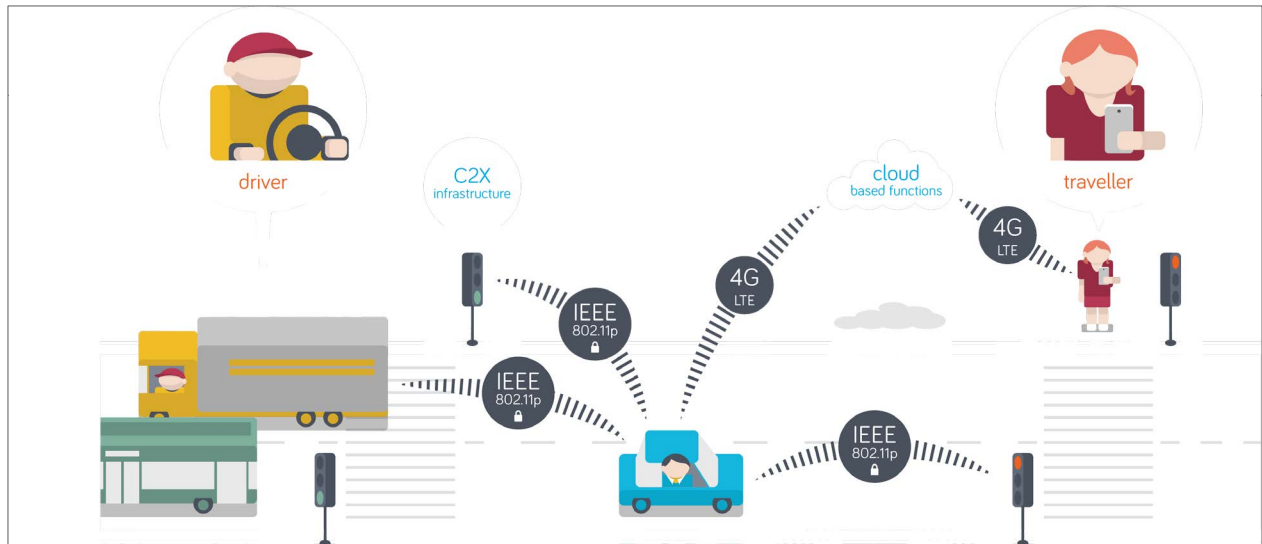 driver
C2X
infrastructure
cloud
based functions
traveller
4G
LTE
4G
LTE
IEEE
802.11p
IEEE
802.11p
IEEE
802.11p